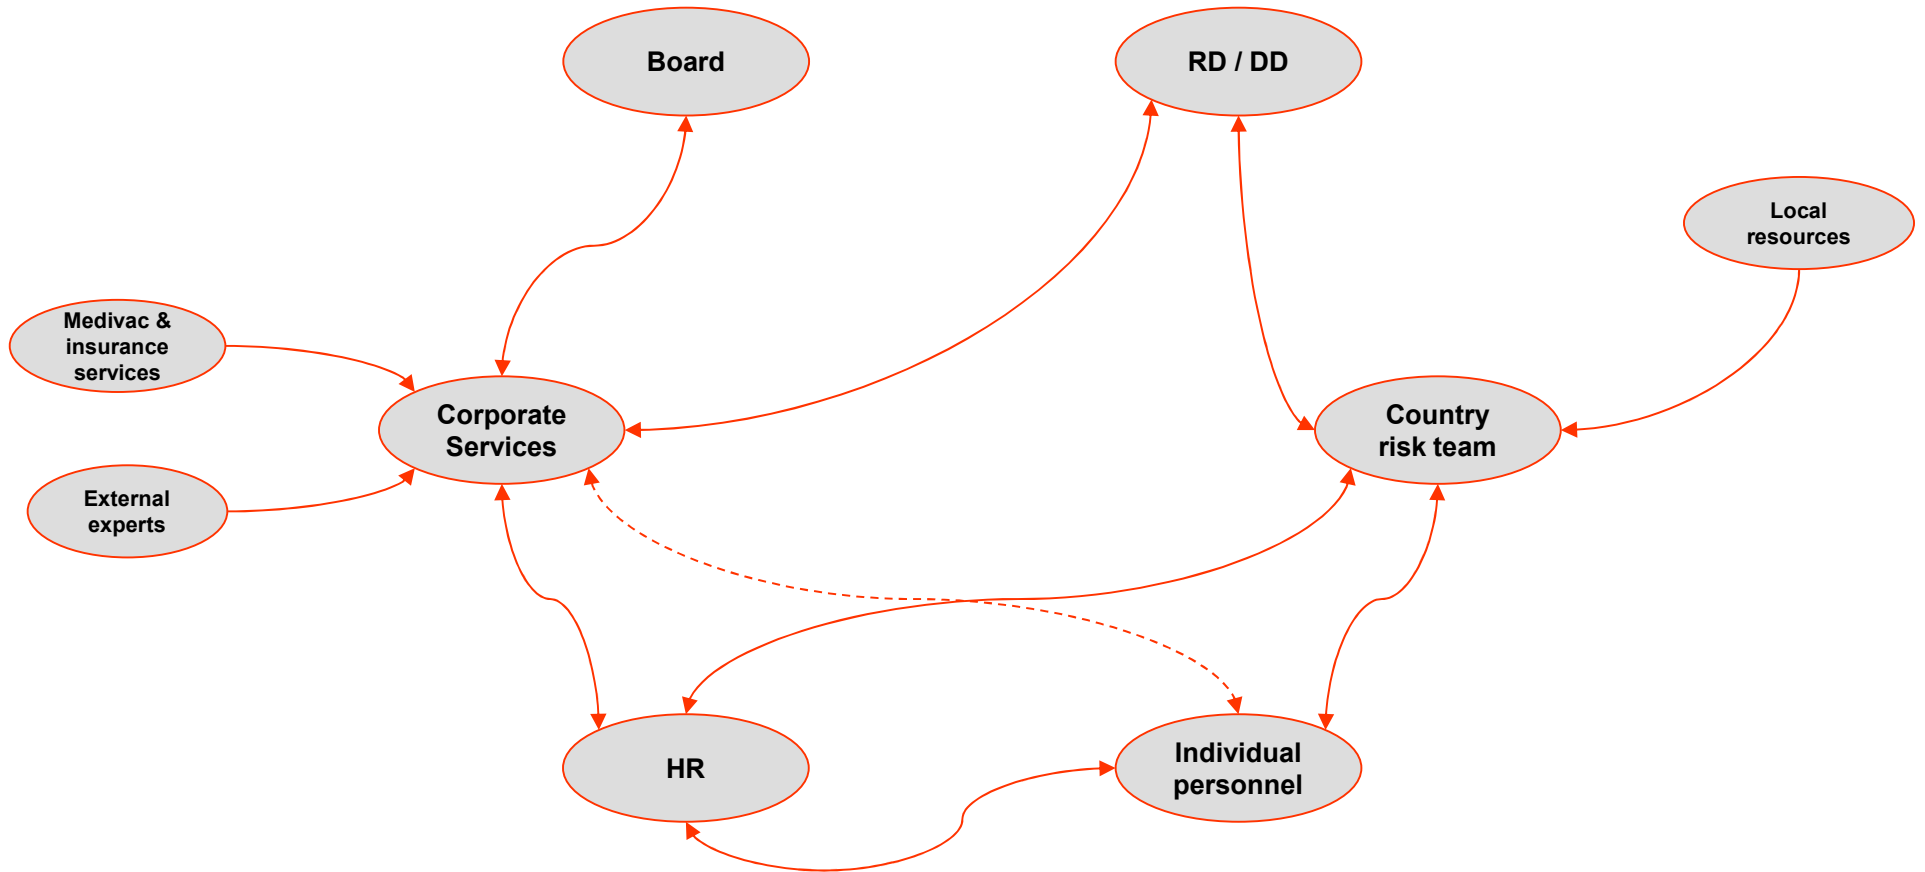 Board
RD / DD
Local
resources
Medivac &
insurance
services
Corporate
Services
Country
risk team
External
experts
HR
Individual
personnel